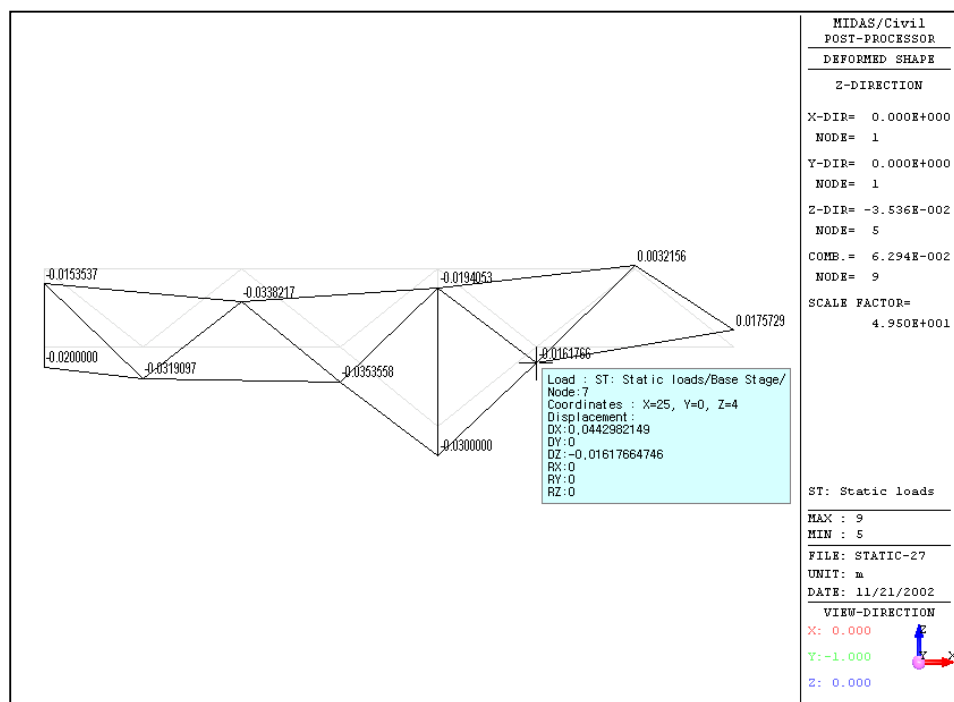 -0.0153537
-0.0338217
-0.0194053
0.0032156
0.0175729
-0.0200000
-0.0319097
-0.0353558
-0.0161766
-0.0300000
Load : ST: Static loads/Base Stage/
Node:7
Coordinates : X=25, Y=0, Z=4
Displacement :
DX:0,0442982149
DY:0
DZ:-0,01617664746
RX:0
RY:0
RZ:0
MIDAS/Civil
POST-PROCESSOR
DEFORMED SHAPE
Z-DIRECTION
X-DIR= 0.000E+000
NODE= 1
Y-DIR= 0.000E+000
NODE= 1
Z-DIR= -3.536E-002
NODE= 5
COMB.= 6.294E-002
NODE= 9
SCALE FACTOR=
4.950E+001
ST: Static loads
MAX : 9
MIN : 5
FILE: STATIC-27
UNIT: m
DATE: 11/21/2002
VIEW-DIRECTION
X: 0.000
Y:-1.000
Z: 0.000
Z
Y
X